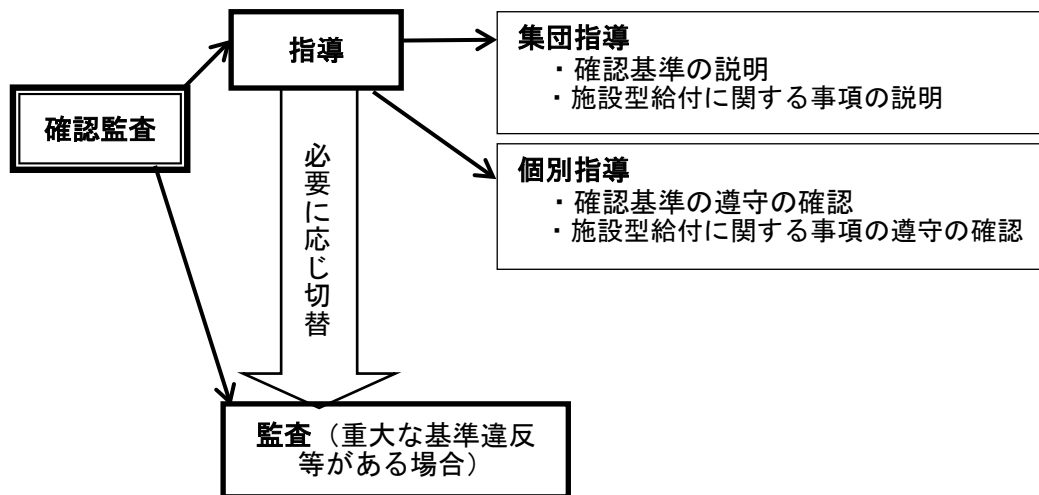 確認監査
指導
集団指導
・確認基準の説明
・施設型給付に関する事項の説明
個別指導
・確認基準の遵守の確認
・施設型給付に関する事項の遵守の確認
必要に応じ切替
監査（重大な基準違反
等がある場合）